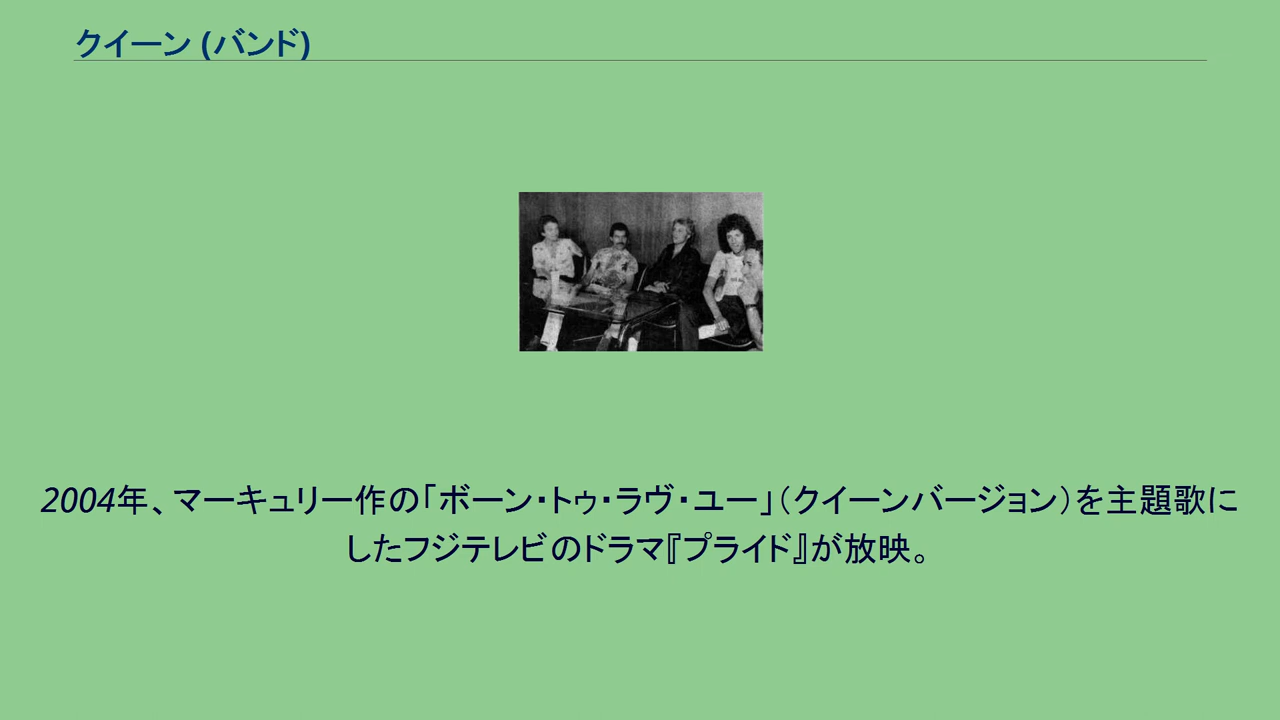 クイーン (バンド)
2004年、マーキュリー作の「ボーン・トゥ・ラヴ・ユー」（クイーンバージョン）を主題歌に
したフジテレビのドラマ『プライド』が放映。